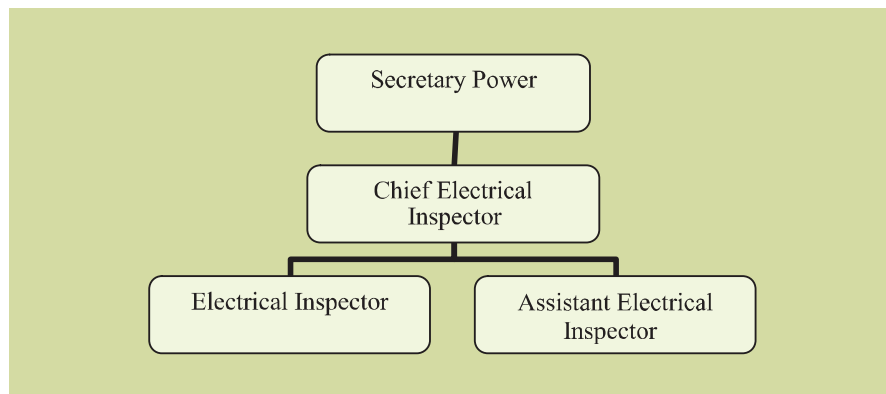 Secretary Power
Chief Electrical
Inspector
Electrical Inspector
Assistant Electrical
Inspector